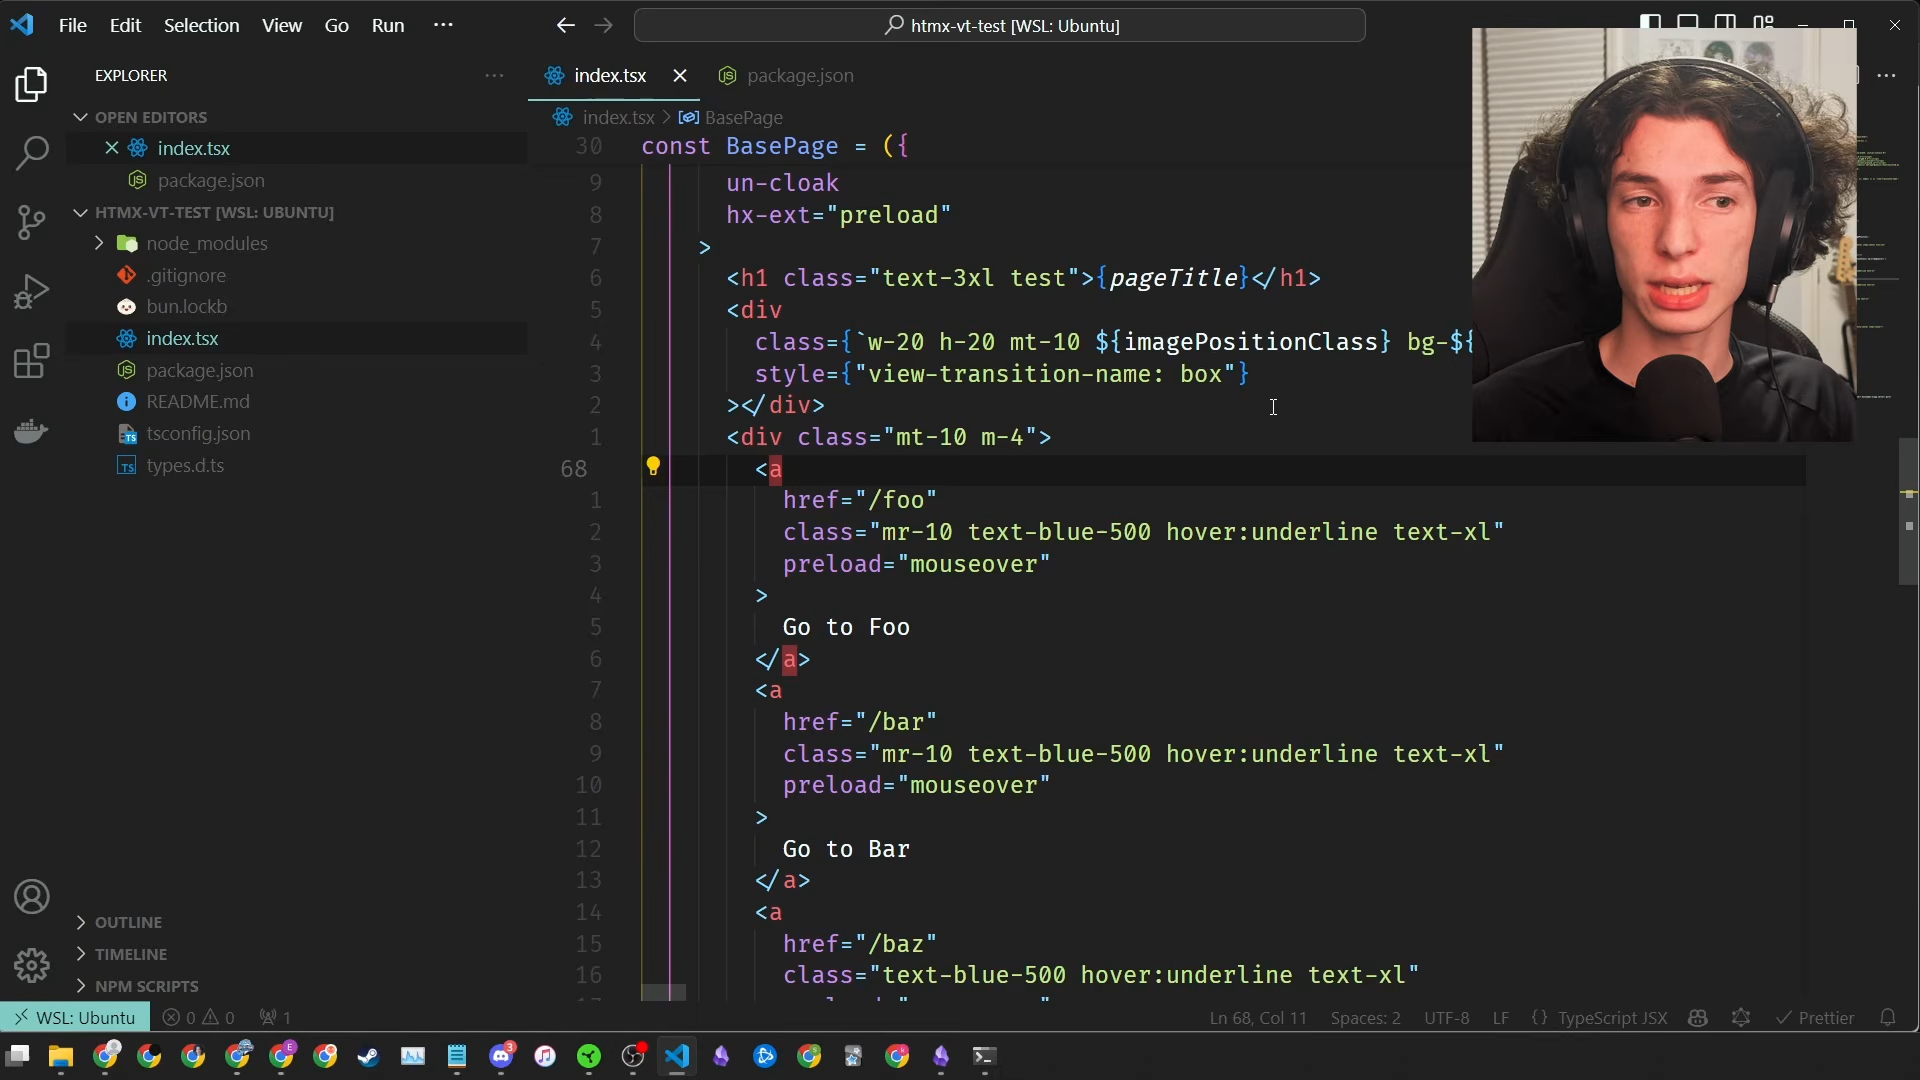 File Edit Selection View Go Run ···
htmx-vt-test [WSL: Ubuntu]
EXPLORER ···
index.tsx
package.json
···
OPEN EDITORS
index.tsx
package.json
HTMX-VT-TEST [WSL: UBUNTU]
node_modules
.gitignore
bun.lockb
index.tsx
package.json
README.md
tsconfig.json
types.d.ts
OUTLINE
TIMELINE
NPM SCRIPTS
index.tsx > BasePage
30 const BasePage = ({
9 un-cloak
8 hx-ext="preload"
7 >
6 <h1 class="text-3xl test">{pageTitle}</h1>
5 <div
4 class={`w-20 h-20 mt-10 ${imagePositionClass} bg-${
3 style={"view-transition-name: box"}
2 ></div>
1 <div class="mt-10 m-4">
68 <a
1 href="/foo"
2 class="mr-10 text-blue-500 hover:underline text-xl"
3 preload="mouseover"
4 >
5 Go to Foo
6 </a>
7 <a
8 href="/bar"
9 class="mr-10 text-blue-500 hover:underline text-xl"
10 preload="mouseover"
11 >
12 Go to Bar
13 </a>
14 <a
15 href="/baz"
16 class="text-blue-500 hover:underline text-xl"
WSL: Ubuntu 0 0 1
Ln 68, Col 11 Spaces: 2 UTF-8 LF {} TypeScript JSX Prettier
3